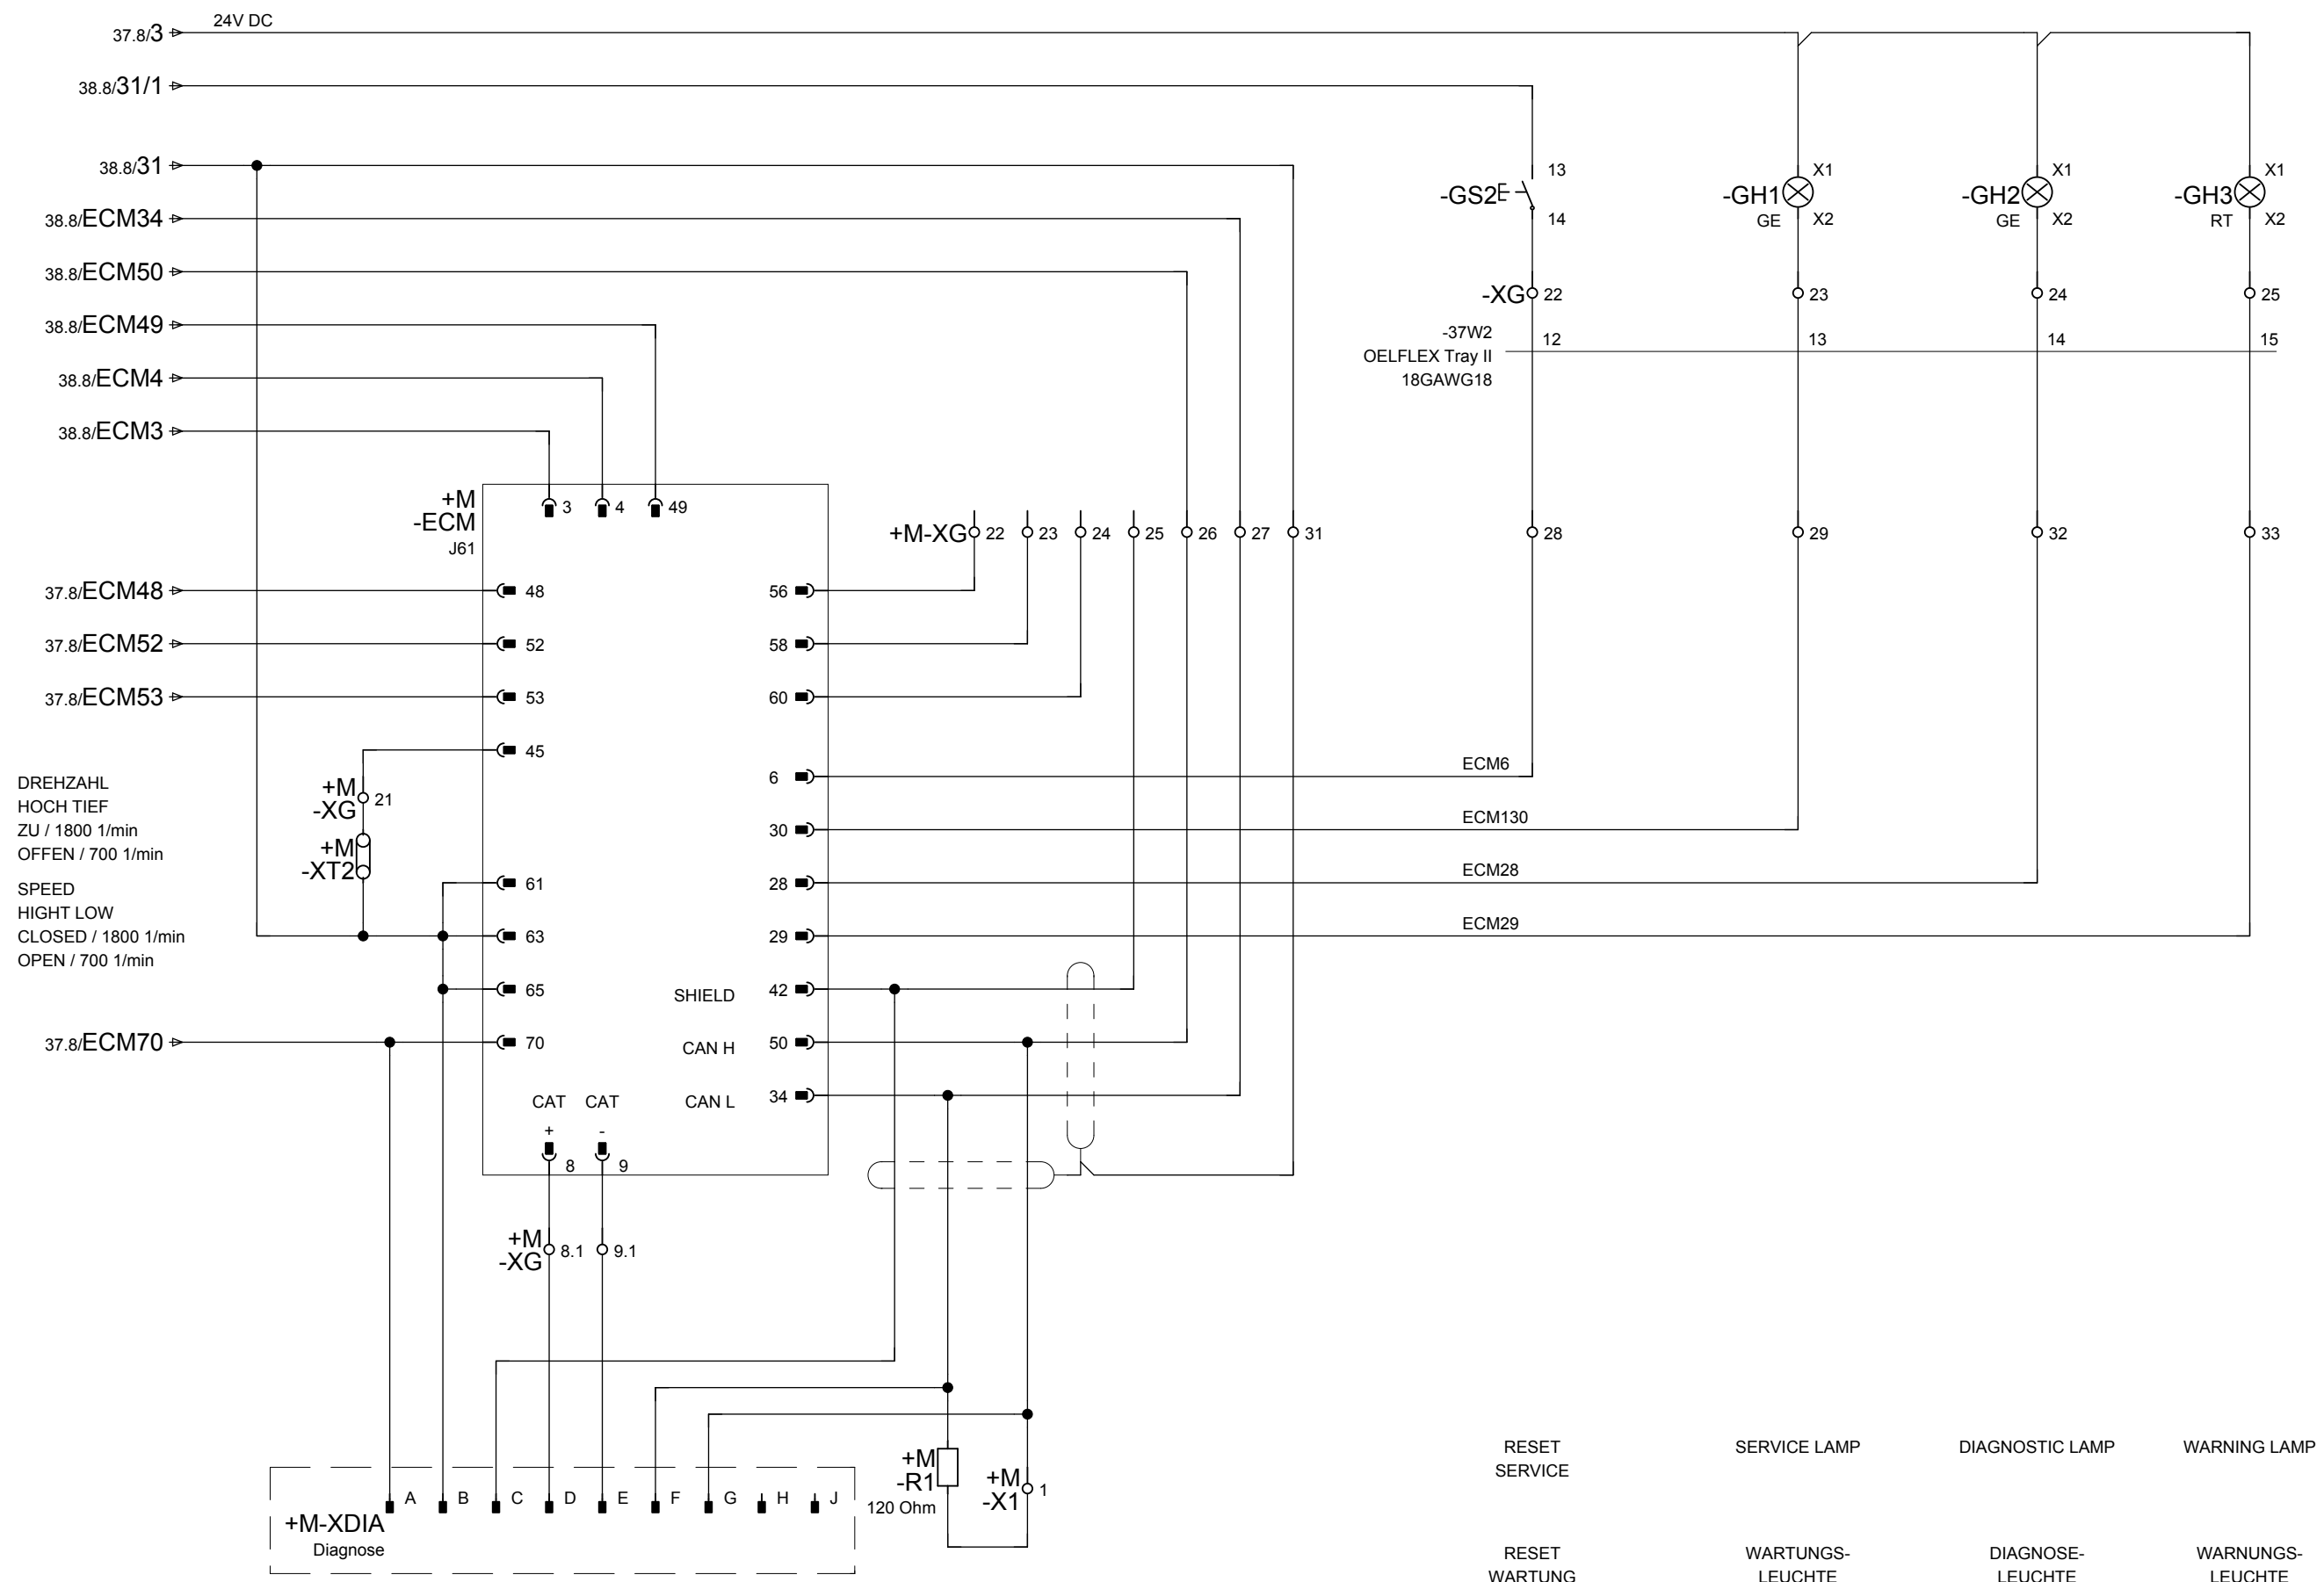 24V DC
37.8/3
38.8/31/1
38.8/31
38.8/ECM34
38.8/ECM50
38.8/ECM49
38.8/ECM4
38.8/ECM3
13
-GS2
14
X1
-GH1
GE
X2
X1
-GH2
GE
X2
X1
-GH3
RT
X2
-XG
22
23
24
25
-37W2
OELFLEX Tray II
18GAWG18
12
13
14
15
+M
-ECM
J61
3
4
49
+M-XG
22
23
24
25
26
27
31
28
29
32
33
37.8/ECM48
48
56
37.8/ECM52
52
58
37.8/ECM53
53
60
45
6
ECM6
DREHZAHL
HOCH TIEF
ZU / 1800 1/min
OFFEN / 700 1/min
+M
-XG
21
+M
-XT2
30
ECM130
SPEED
HIGHT LOW
CLOSED / 1800 1/min
OPEN / 700 1/min
61
28
ECM28
63
29
ECM29
65
SHIELD
42
37.8/ECM70
70
CAN H
50
CAT
CAT
CAN L
34
+
-
8
9
+M
-XG
8.1
9.1
+M
-R1
120 Ohm
+M
-X1
1
A
B
C
D
E
F
G
H
J
+M-XDIA
Diagnose
RESET
SERVICE
SERVICE LAMP
DIAGNOSTIC LAMP
WARNING LAMP
RESET
WARTUNG
WARTUNGS-
LEUCHTE
DIAGNOSE-
LEUCHTE
WARNUNGS-
LEUCHTE